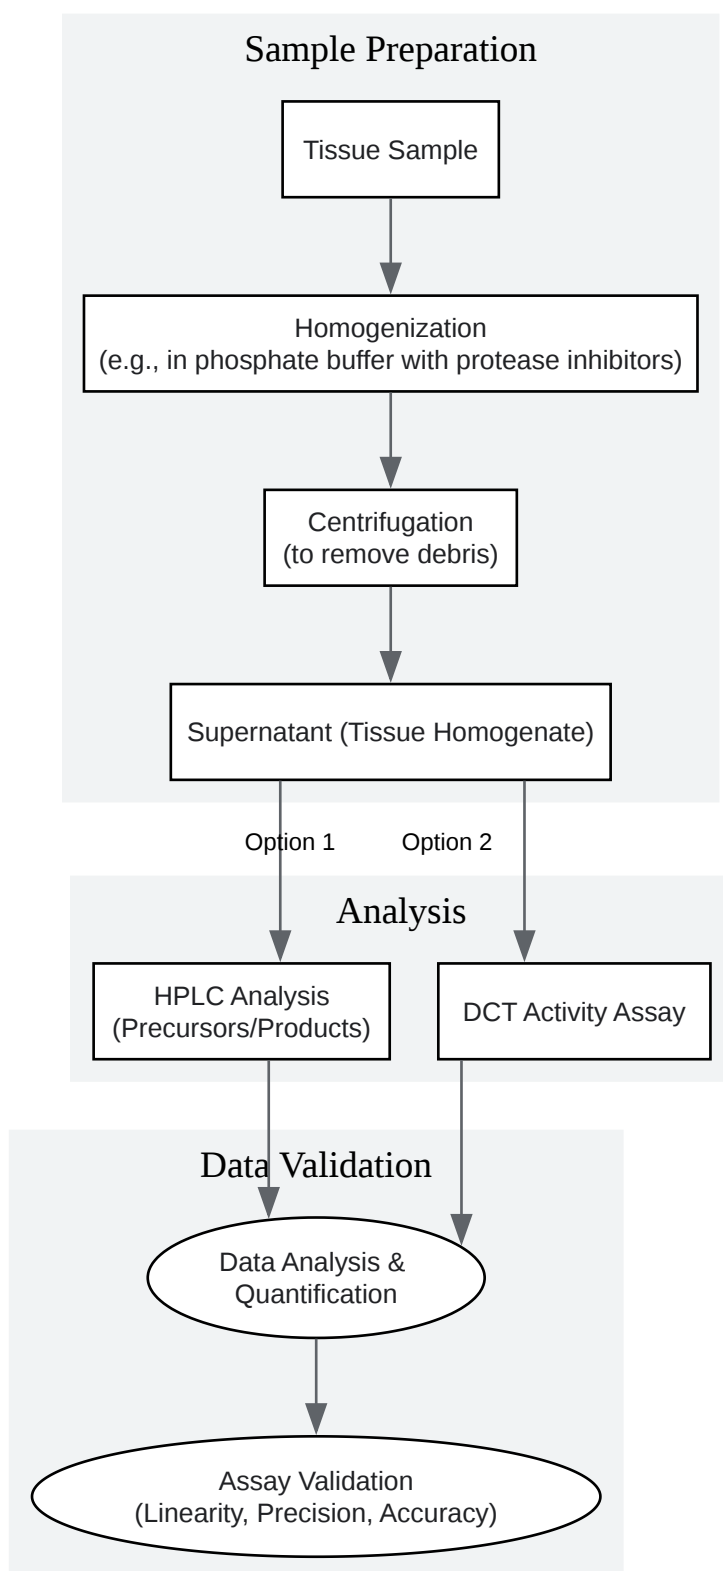 Sample Preparation
Tissue Sample
Homogenization
(e.g., in phosphate buffer with protease inhibitors)
Centrifugation
(to remove debris)
Supernatant (Tissue Homogenate)
Option 1
Option 2
Analysis
HPLC Analysis
(Precursors/Products)
DCT Activity Assay
Data Validation
Data Analysis &
Quantification
Assay Validation
(Linearity, Precision, Accuracy)